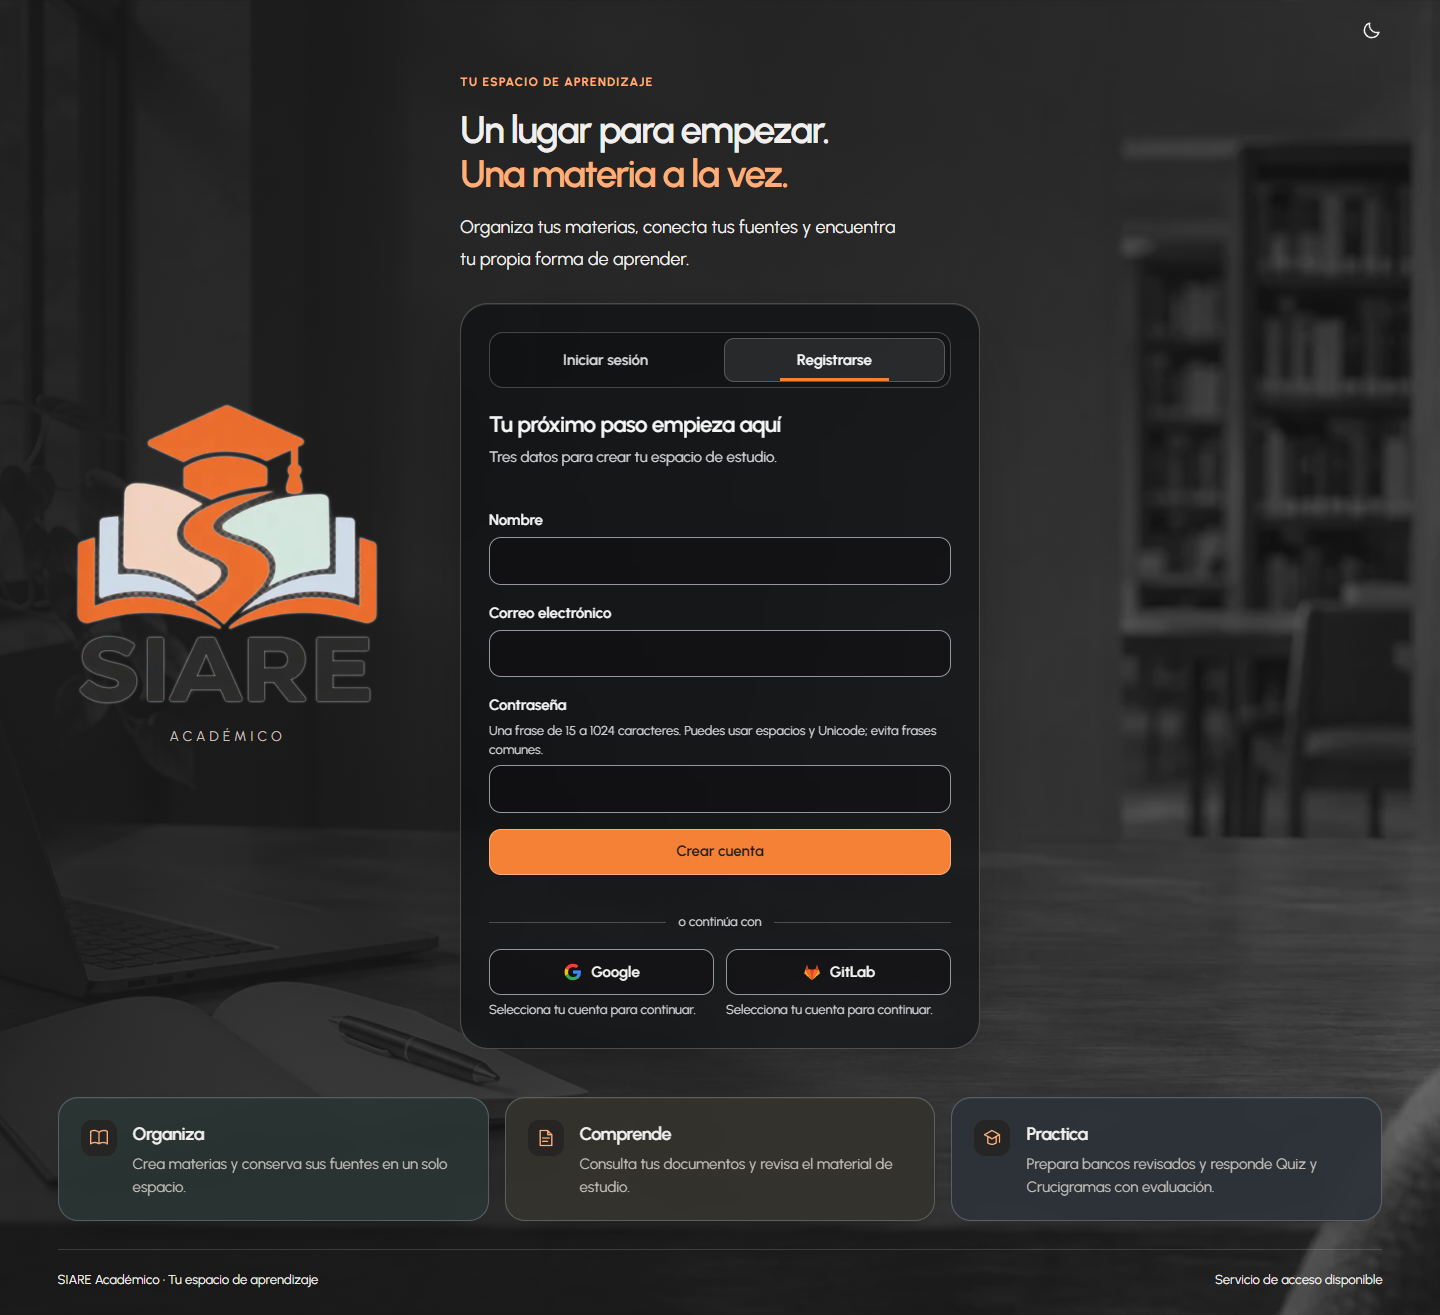 TU ESPACIO DE APRENDIZAJE
Un lugar para empezar.
Una materia a la vez.
Organiza tus materias, conecta tus fuentes y encuentra
tu propia forma de aprender.
SIARE
ACADÉMICO
Iniciar sesión
Registrarse
Tu próximo paso empieza aquí
Tres datos para crear tu espacio de estudio.
Nombre
Correo electrónico
Contraseña
Una frase de 15 a 1024 caracteres. Puedes usar espacios y Unicode; evita frases
comunes.
Crear cuenta
o continúa con
Google
GitLab
Selecciona tu cuenta para continuar.
Selecciona tu cuenta para continuar.
Organiza
Crea materias y conserva sus fuentes en un solo
espacio.
Comprende
Consulta tus documentos y revisa el material de
estudio.
Practica
Prepara bancos revisados y responde Quiz y
Crucigramas con evaluación.
SIARE Académico · Tu espacio de aprendizaje
Servicio de acceso disponible